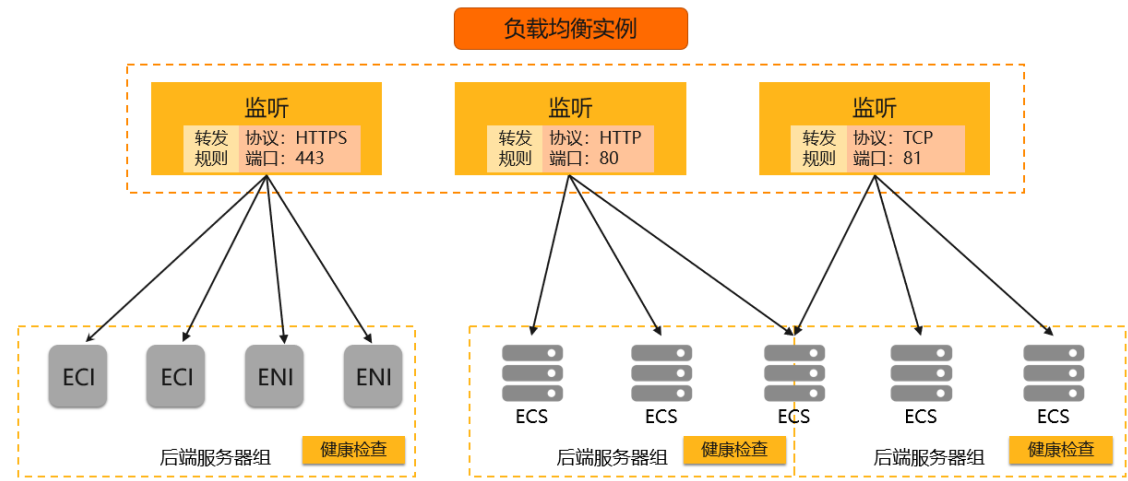 负载均衡实例
监听
转发
规则
协议：HTTPS
端口：443
监听
转发
规则
协议：HTTP
端口：80
监听
转发
规则
协议：TCP
端口：81
ECI
ECI
ENI
ENI
后端服务器组
健康检查
ECS
ECS
ECS
ECS
ECS
后端服务器组
健康检查
后端服务器组
健康检查